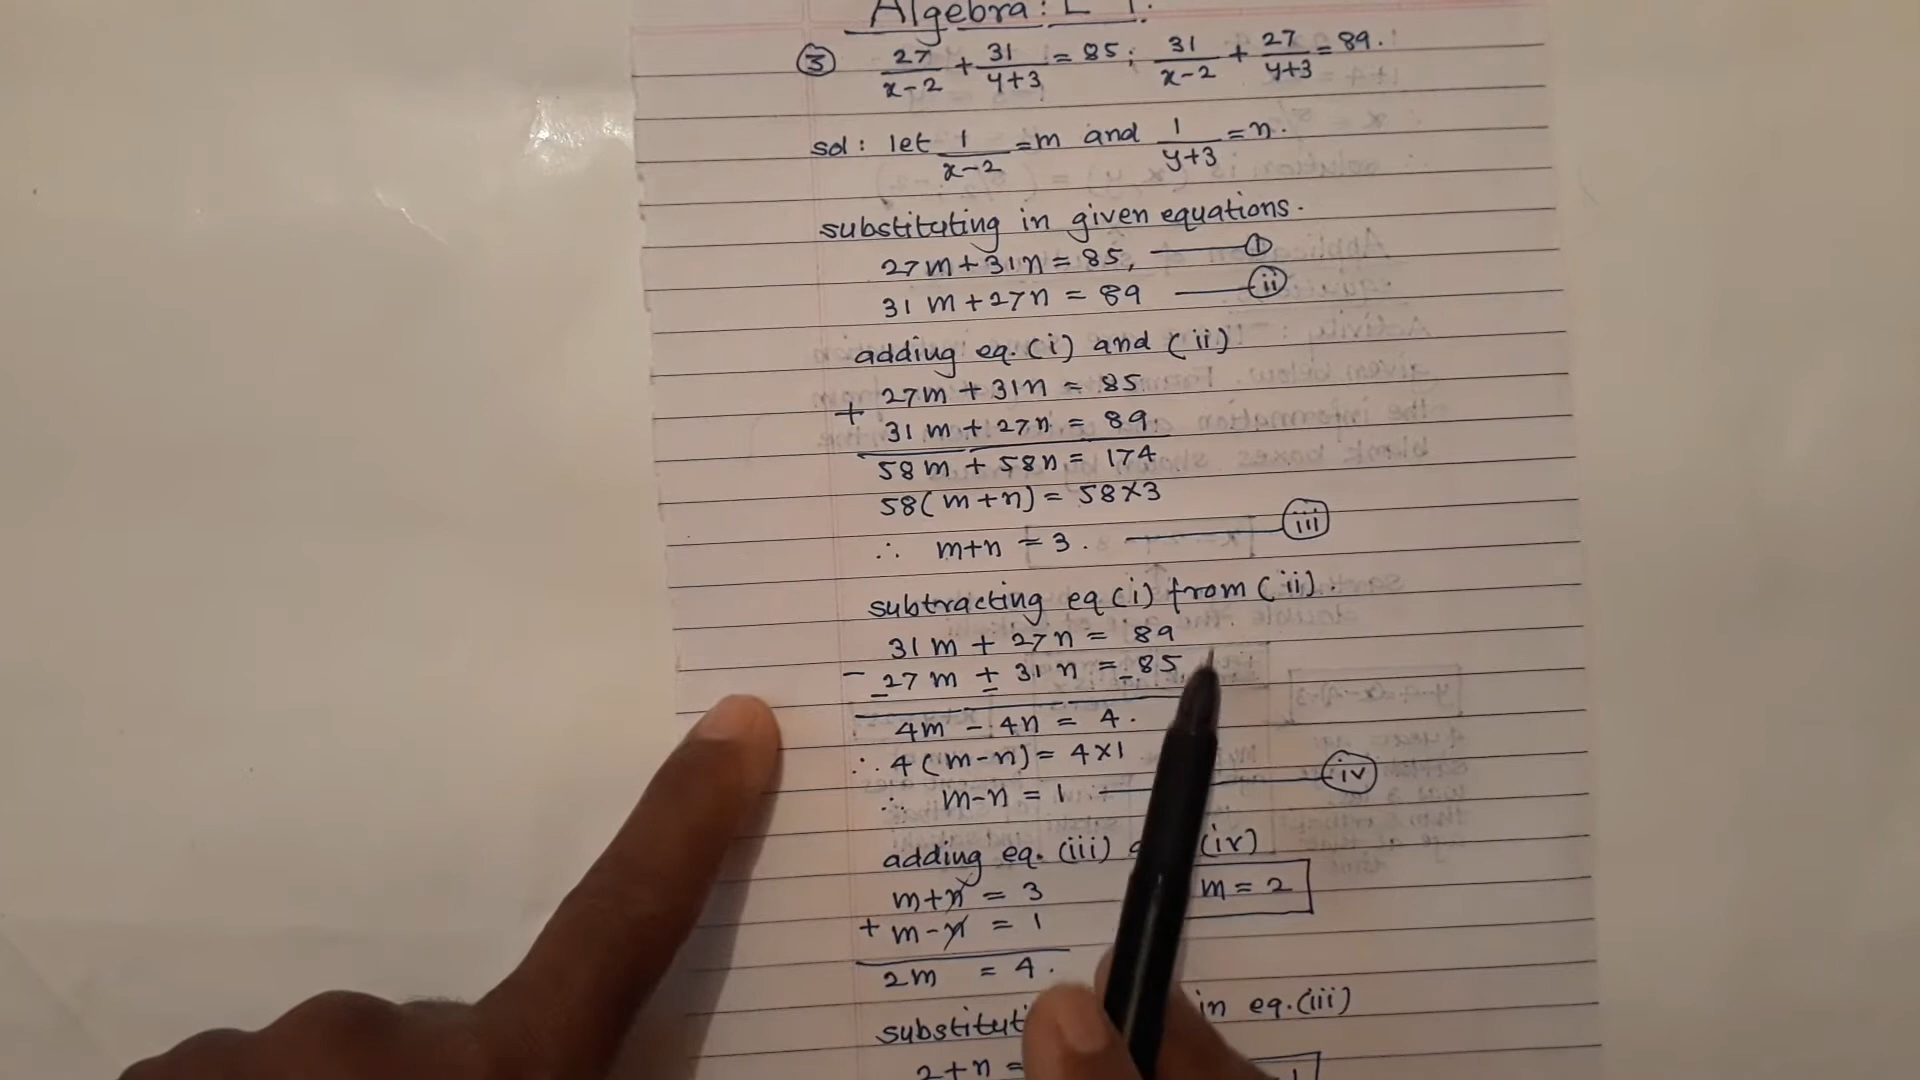 Algebra: L 1.
③ 27/(x-2) + 31/(y+3) = 85; 31/(x-2) + 27/(y+3) = 89.
sol: let 1/(x-2) = m and 1/(y+3) = n.
substituting in given equations.
27m + 31n = 85, — ⓘ
31m + 27n = 89 — (ii)
adding eq. (i) and (ii)
27m + 31n = 85
+ 31m + 27n = 89
58m + 58n = 174
58(m+n) = 58×3
∴ m+n = 3. — (iii)
subtracting eq (i) from (ii).
31m + 27n = 89
- 27m ± 31n = 85
4m - 4n = 4.
∴ 4(m-n) = 4×1
∴ m-n = 1 — (iv)
adding eq. (iii) (iv)
m+n = 3 m = 2
+ m-n = 1
2m = 4.
in eq. (iii)
2+n =